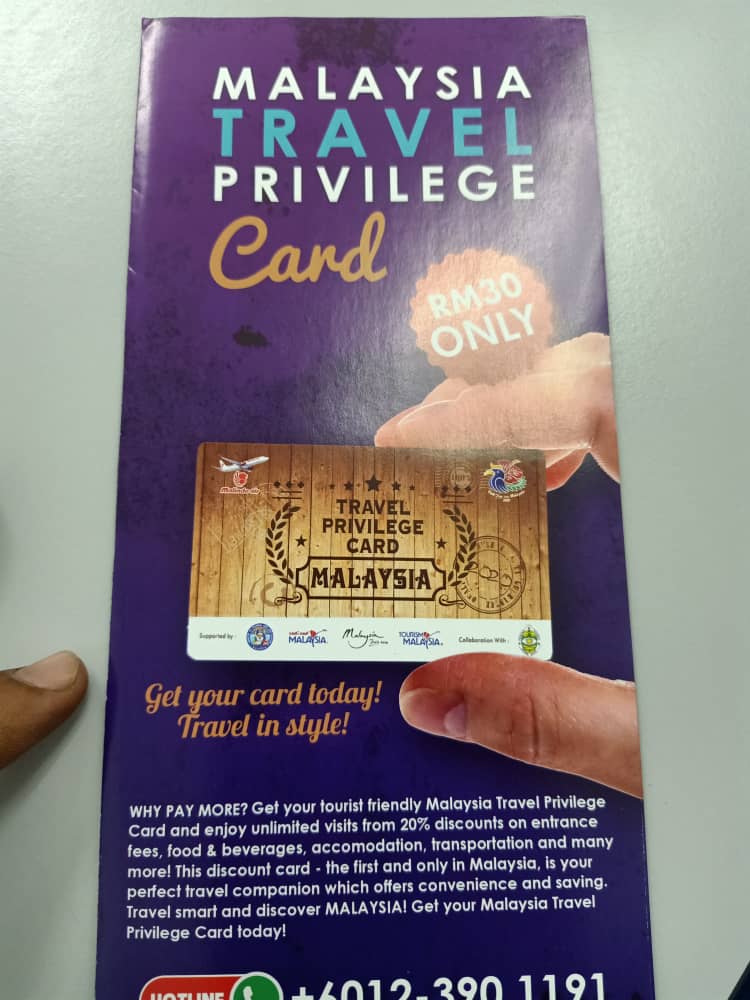 MALAYSIA
TRAVEL
PRIVILEGE
Card
RM30
ONLY
TRAVEL
PRIVILEGE
CARD
MALAYSIA
Supported by :
MALAYSIA
Malaysia
TOURISM
MALAYSIA
Collaboration With :
Get your card today!
Travel in style!
WHY PAY MORE? Get your tourist friendly Malaysia Travel Privilege
Card and enjoy unlimited visits from 20% discounts on entrance
fees, food & beverages, accomodation, transportation and many
more! This discount card - the first and only in Malaysia, is your
perfect travel companion which offers convenience and saving.
Travel smart and discover MALAYSIA! Get your Malaysia Travel
Privilege Card today!
HOTLINE +6012-390 1191